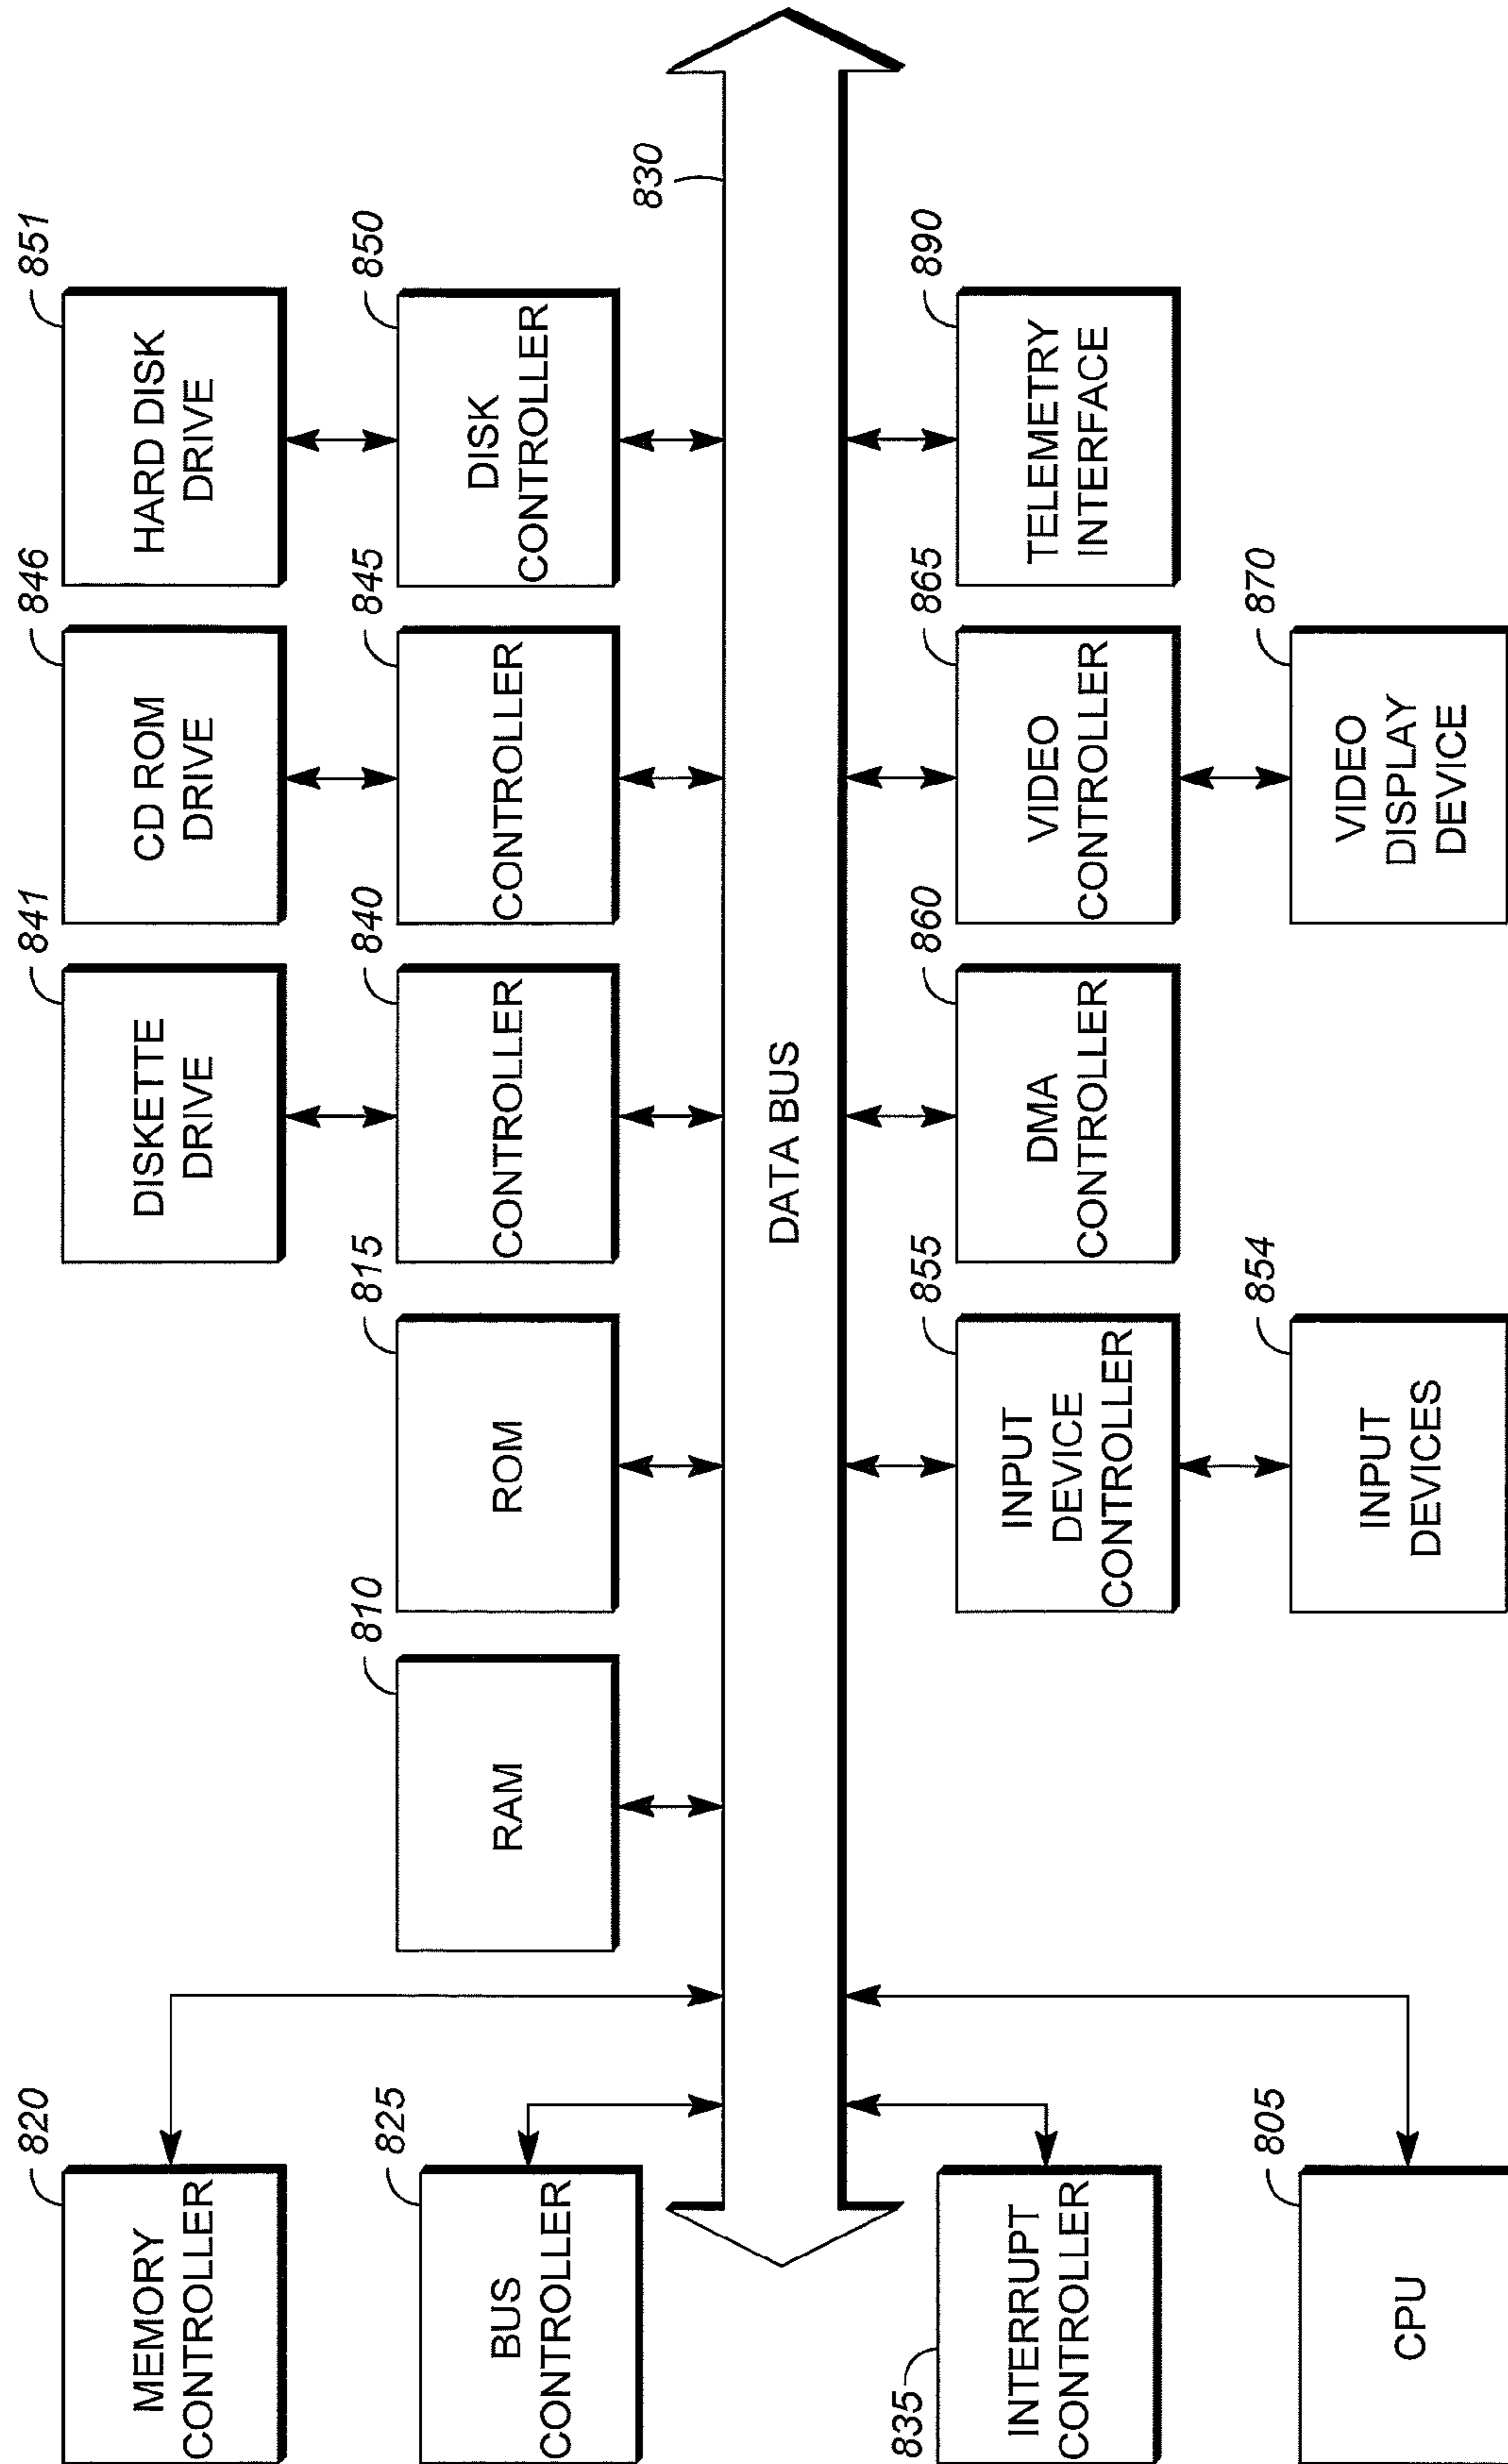 820
MEMORY
CONTROLLER
841
DISKETTE
DRIVE
846
CD ROM
DRIVE
851
HARD DISK
DRIVE
825
BUS
CONTROLLER
810
RAM
815
ROM
840
CONTROLLER
845
CONTROLLER
850
DISK
CONTROLLER
830
DATA BUS
835
INTERRUPT
CONTROLLER
855
INPUT
DEVICE
CONTROLLER
860
DMA
CONTROLLER
865
VIDEO
CONTROLLER
890
TELEMETRY
INTERFACE
805
CPU
854
INPUT
DEVICES
870
VIDEO
DISPLAY
DEVICE